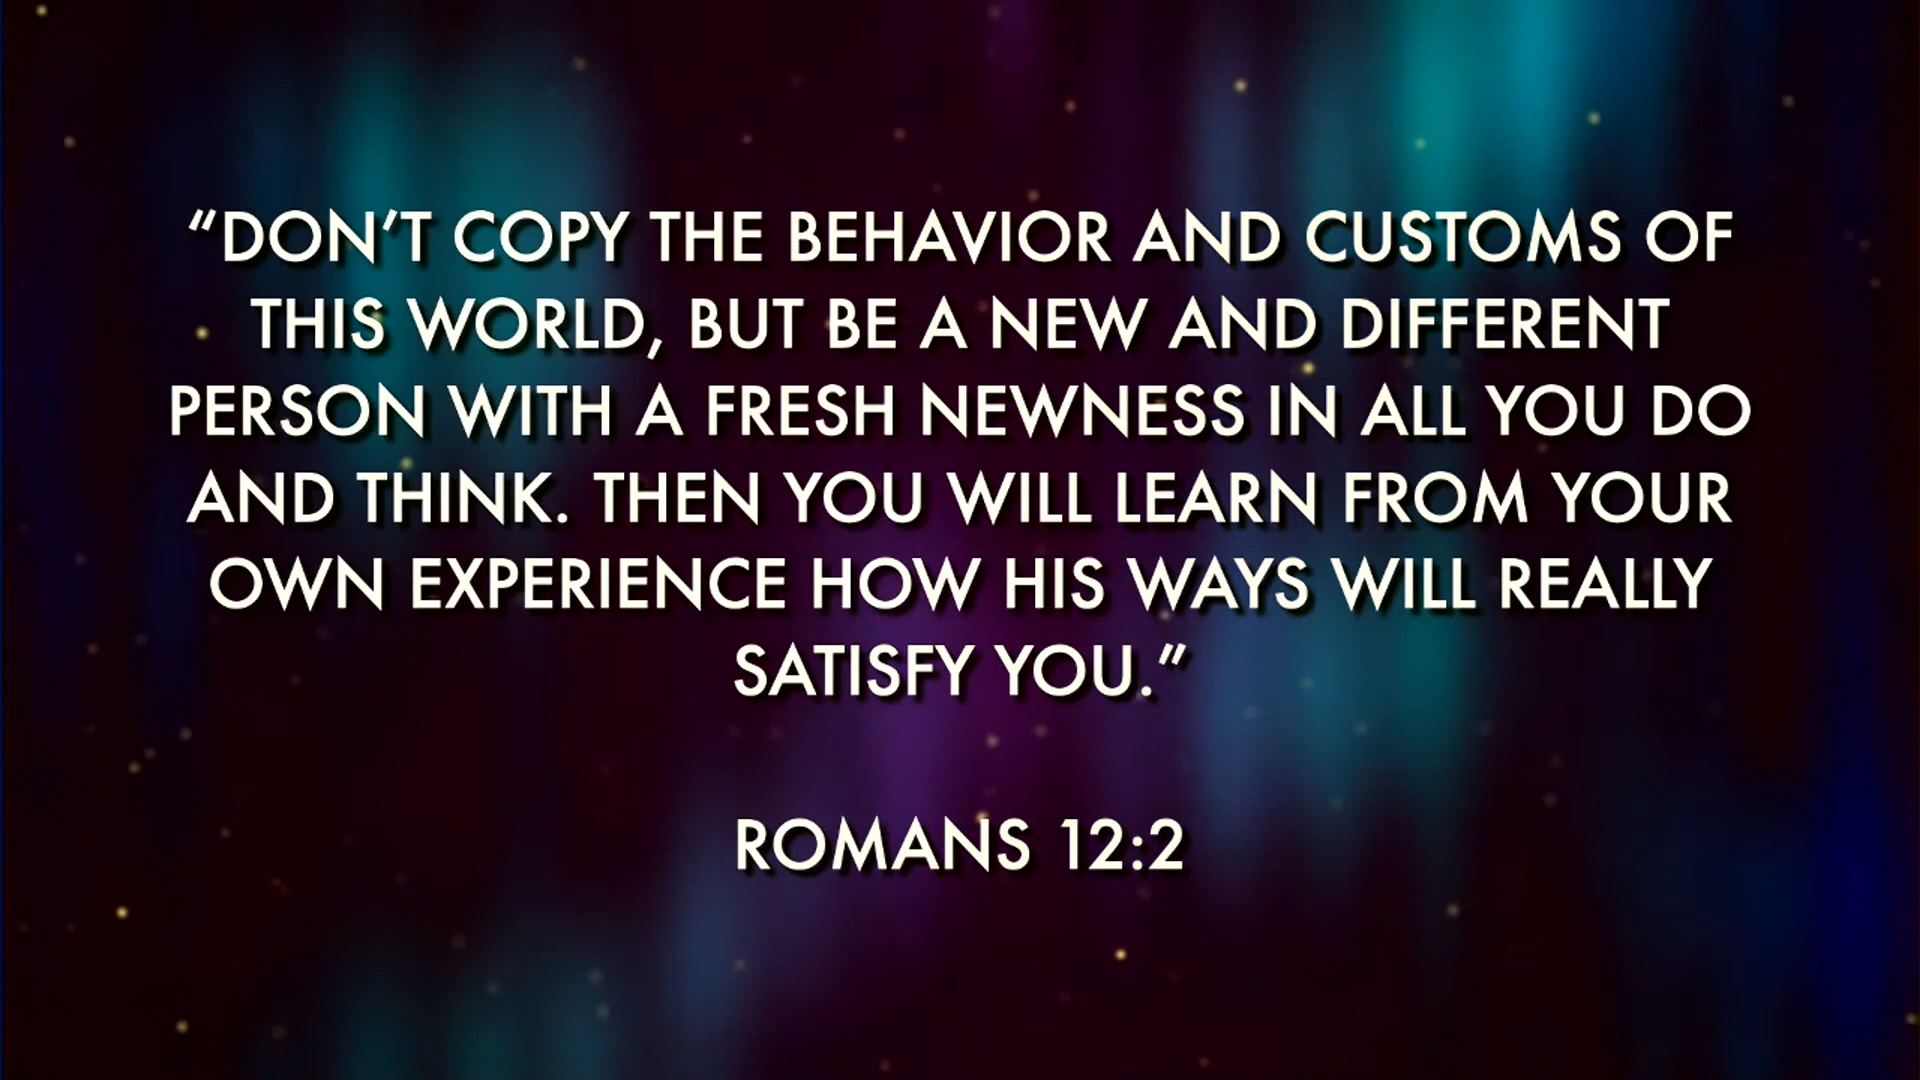 “DON’T COPY THE BEHAVIOR AND CUSTOMS OF
THIS WORLD, BUT BE A NEW AND DIFFERENT
PERSON WITH A FRESH NEWNESS IN ALL YOU DO
AND THINK. THEN YOU WILL LEARN FROM YOUR
OWN EXPERIENCE HOW HIS WAYS WILL REALLY
SATISFY YOU.”
ROMANS 12:2